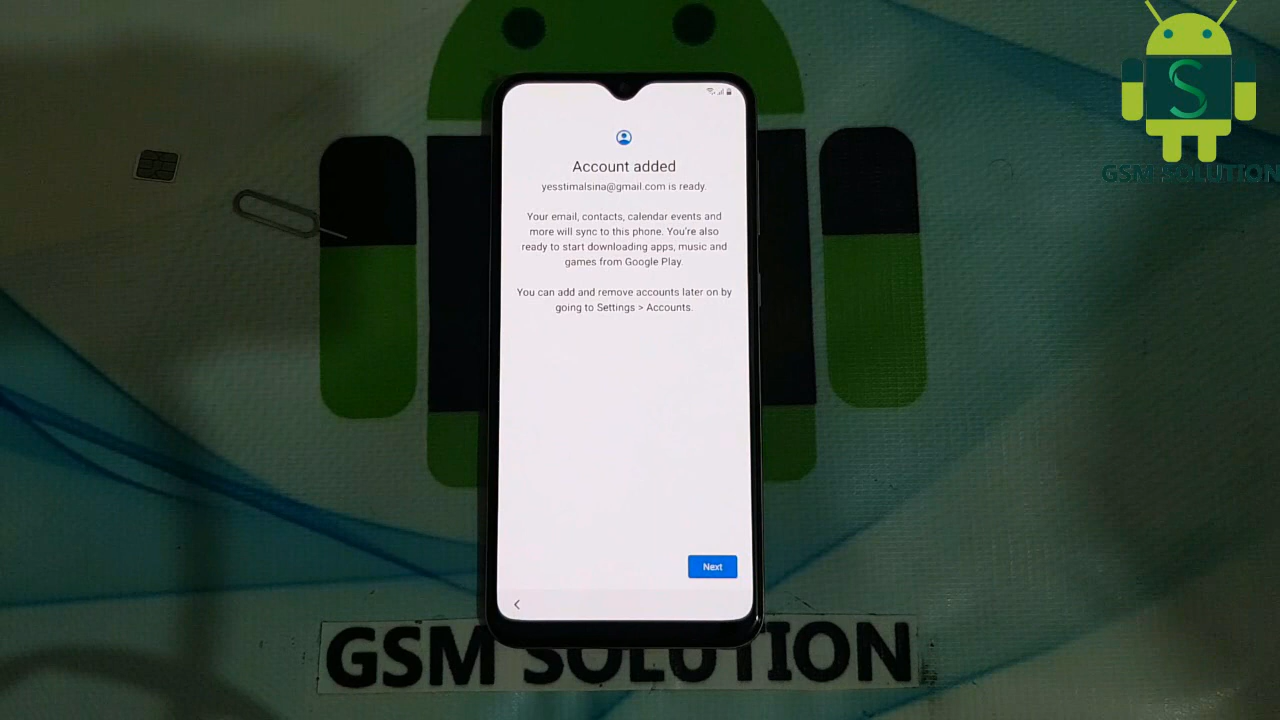 Account added
yesstimalsina@gmail.com is ready.
Your email, contacts, calendar events and
more will sync to this phone. You're also
ready to start downloading apps, music and
games from Google Play.
You can add and remove accounts later on by
going to Settings > Accounts.
Next
GSM SOLUTION
S
GSM SOLUTION